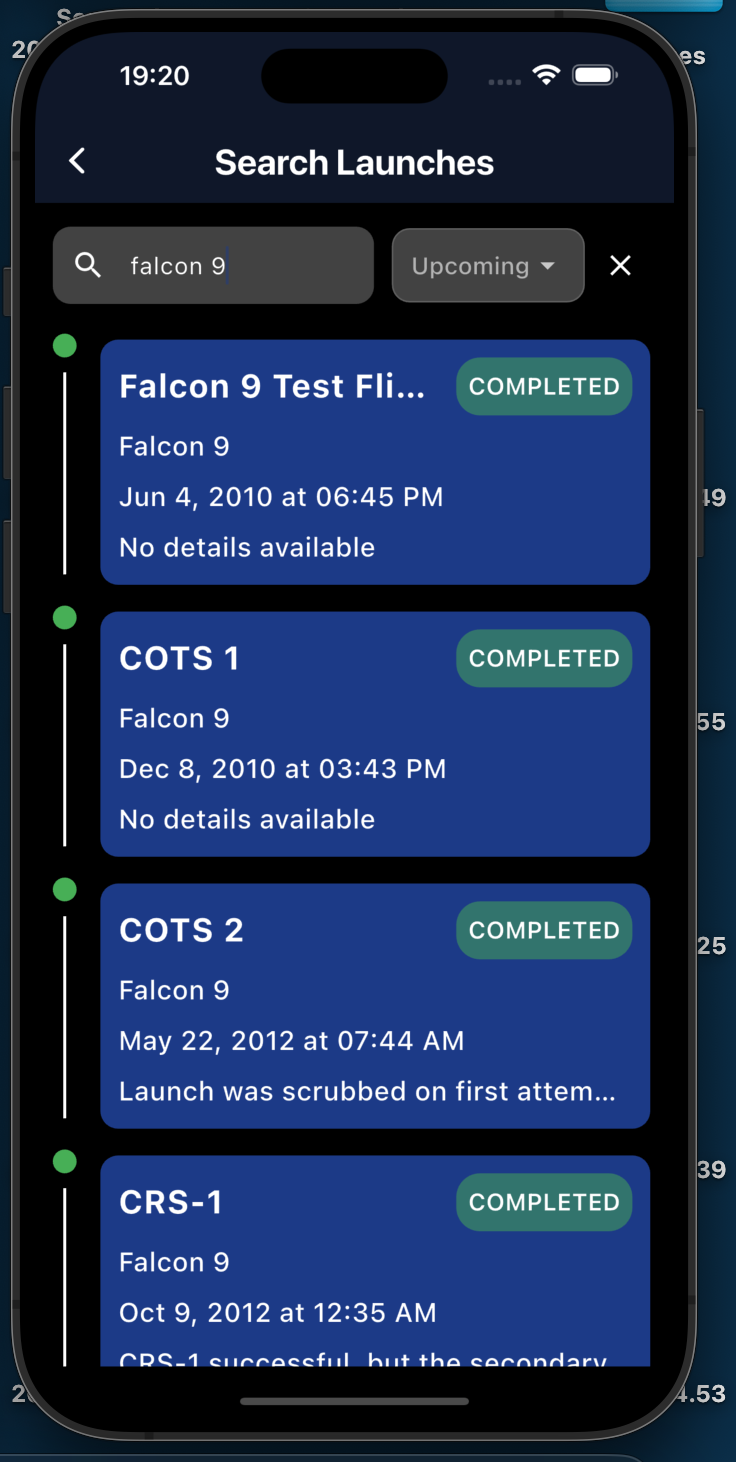 19:20
Search Launches
falcon 9
Upcoming
Falcon 9 Test Fli...
COMPLETED
Falcon 9
Jun 4, 2010 at 06:45 PM
No details available
COTS 1
COMPLETED
Falcon 9
Dec 8, 2010 at 03:43 PM
No details available
COTS 2
COMPLETED
Falcon 9
May 22, 2012 at 07:44 AM
Launch was scrubbed on first attem...
CRS-1
COMPLETED
Falcon 9
Oct 9, 2012 at 12:35 AM
CRS-1 successful, but the secondary